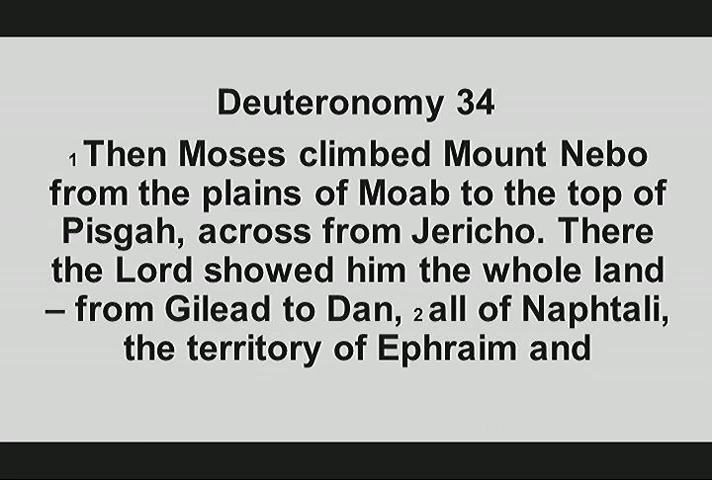 Deuteronomy 34
1 Then Moses climbed Mount Nebo
from the plains of Moab to the top of
Pisgah, across from Jericho. There
the Lord showed him the whole land
– from Gilead to Dan, 2 all of Naphtali,
the territory of Ephraim and